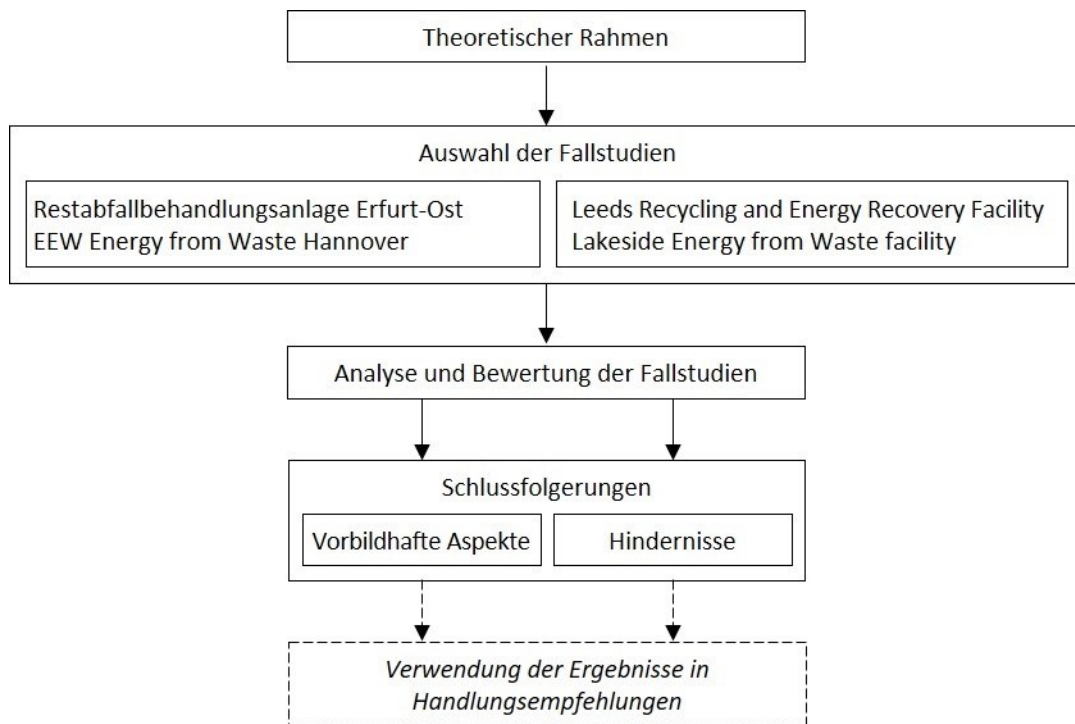 Theoretischer Rahmen
Auswahl der Fallstudien
Restabfallbehandlungsanlage Erfurt-Ost
EEW Energy from Waste Hannover
Leeds Recycling and Energy Recovery Facility
Lakeside Energy from Waste facility
Analyse und Bewertung der Fallstudien
Schlussfolgerungen
Vorbildhafte Aspekte
Hindernisse
Verwendung der Ergebnisse in
Handlungsempfehlungen